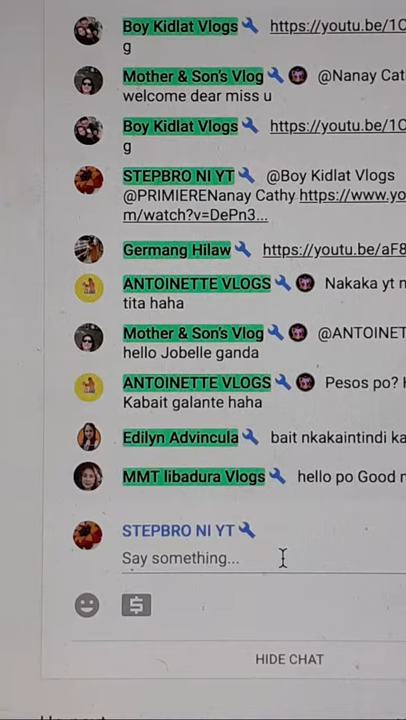 Boy Kidlat Vlogs https://youtu.be/1
g
Mother & Son's Vlog @Nanay Cat
welcome dear miss u
Boy Kidlat Vlogs https://youtu.be/1
g
STEPBRO NI YT @Boy Kidlat Vlogs
@PRIMIERENanay Cathy https://www.yo
m/watch?v=DePn3...
Germang Hilaw https://youtu.be/aF8
ANTOINETTE VLOGS Nakaka yt
tita haha
Mother & Son's Vlog @ANTOINET
hello Jobelle ganda
ANTOINETTE VLOGS Pesos po?
Kabait galante haha
Edilyn Advincula bait nkakaintindi ka
MMT libadura Vlogs hello po Good
STEPBRO NI YT
Say something...
HIDE CHAT